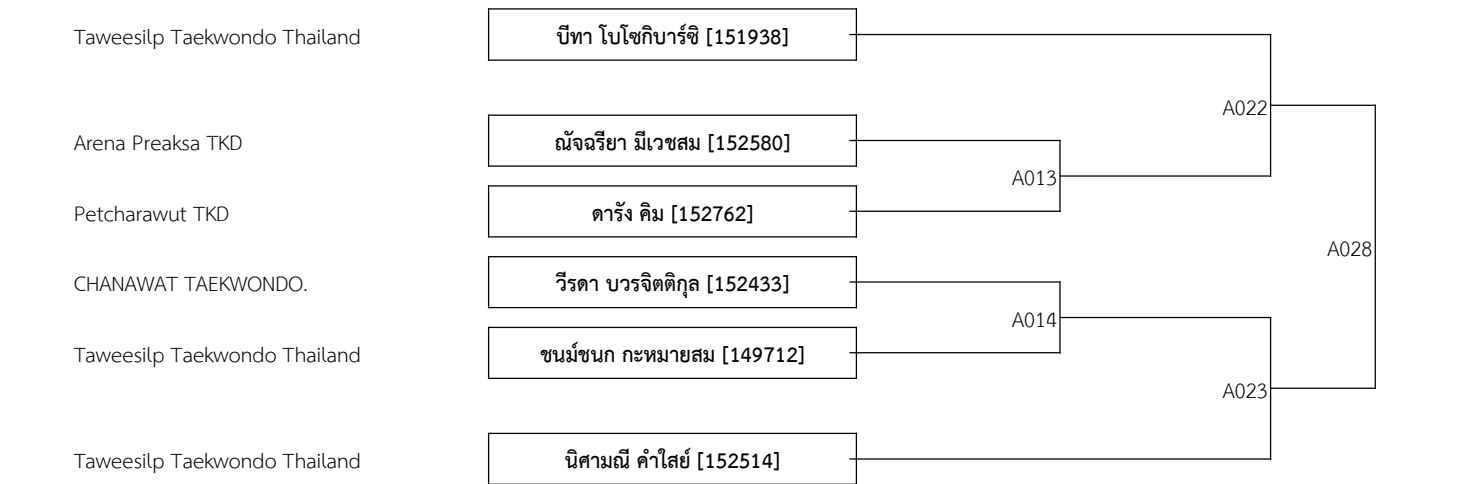 Taweesilp Taekwondo Thailand บีทา โบโซกิบาร์ซิ [151938]
A022
Arena Preaksa TKD ณัจฉรียา มีเวชสม [152580]
A013
Petcharawut TKD ดารัง คิม [152762]
A028
CHANAWAT TAEKWONDO. วีรดา บวรจิตติกุล [152433]
A014
Taweesilp Taekwondo Thailand ชนม์ชนก กะหมายสม [149712]
A023
Taweesilp Taekwondo Thailand นิศามณี คำใสย์ [152514]